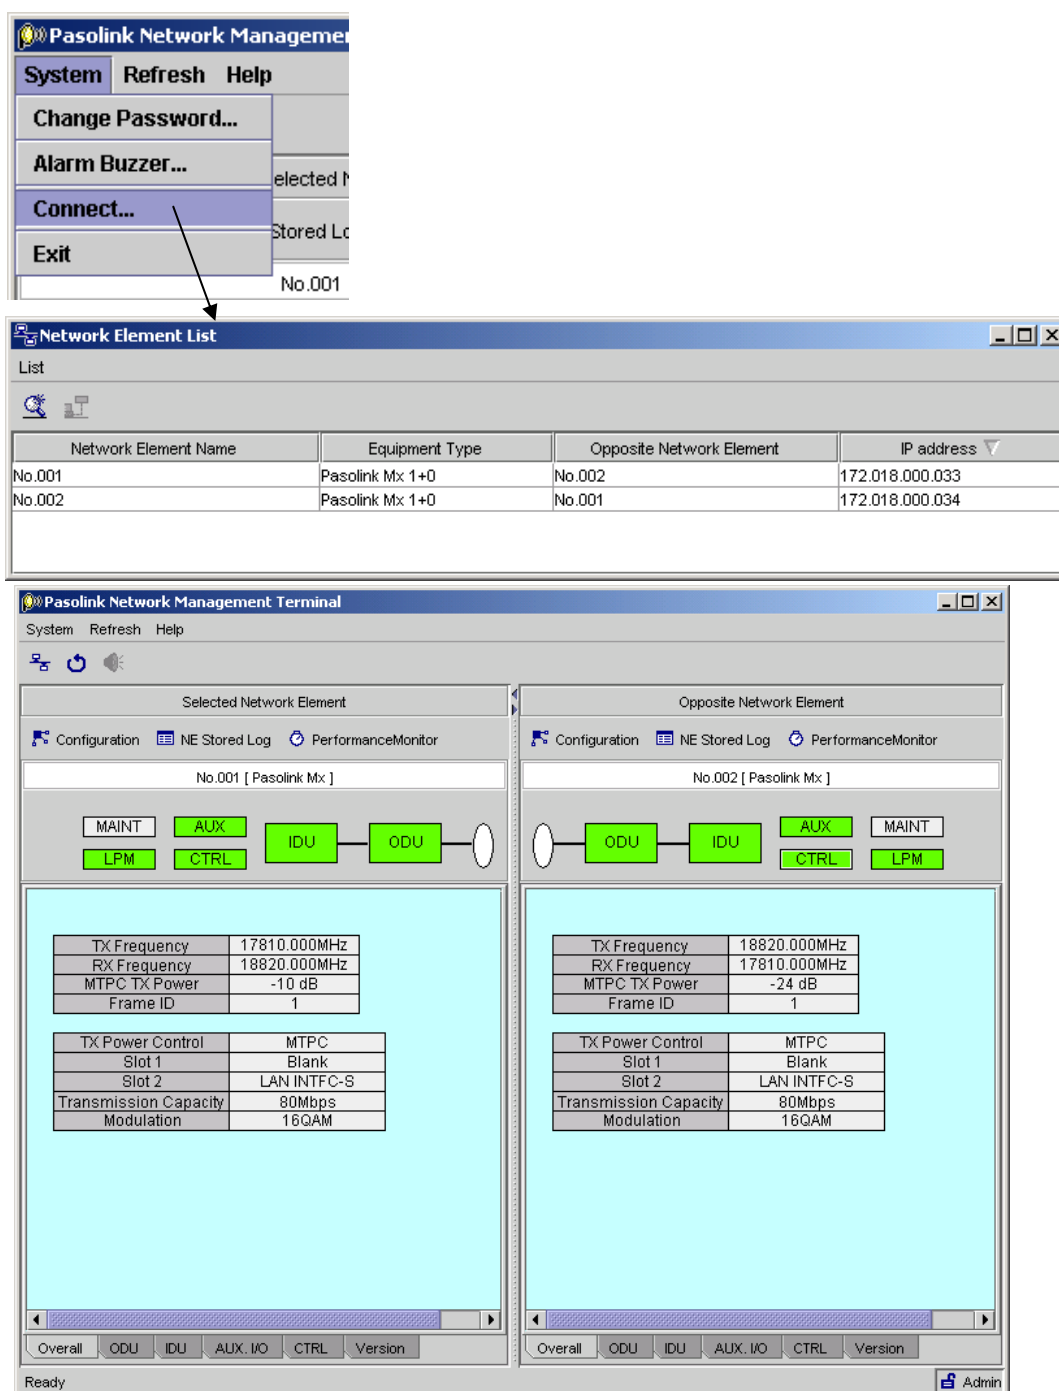 Pasolink Network Manageme
System Refresh Help
Change Password...
Alarm Buzzer...
elected
Connect...
Stored Lo
Exit
No.001
Network Element List
List
Network Element Name Equipment Type Opposite Network Element IP address
No.001 Pasolink Mx 1+0 No.002 172.018.000.033
No.002 Pasolink Mx 1+0 No.001 172.018.000.034
Pasolink Network Management Terminal
System Refresh Help
Selected Network Element Opposite Network Element
Configuration NE Stored Log PerformanceMonitor Configuration NE Stored Log PerformanceMonitor
No.001 [ Pasolink Mx ] No.002 [ Pasolink Mx ]
MAINT AUX IDU ODU ODU IDU AUX MAINT
LPM CTRL CTRL LPM
TX Frequency 17810.000MHz TX Frequency 18820.000MHz
RX Frequency 18820.000MHz RX Frequency 17810.000MHz
MTPC TX Power -10 dB MTPC TX Power -24 dB
Frame ID 1 Frame ID 1
TX Power Control MTPC TX Power Control MTPC
Slot 1 Blank Slot 1 Blank
Slot 2 LAN INTFC-S Slot 2 LAN INTFC-S
Transmission Capacity 80Mbps Transmission Capacity 80Mbps
Modulation 16QAM Modulation 16QAM
Overall ODU IDU AUX. I/O CTRL Version Overall ODU IDU AUX. I/O CTRL Version
Ready Admin